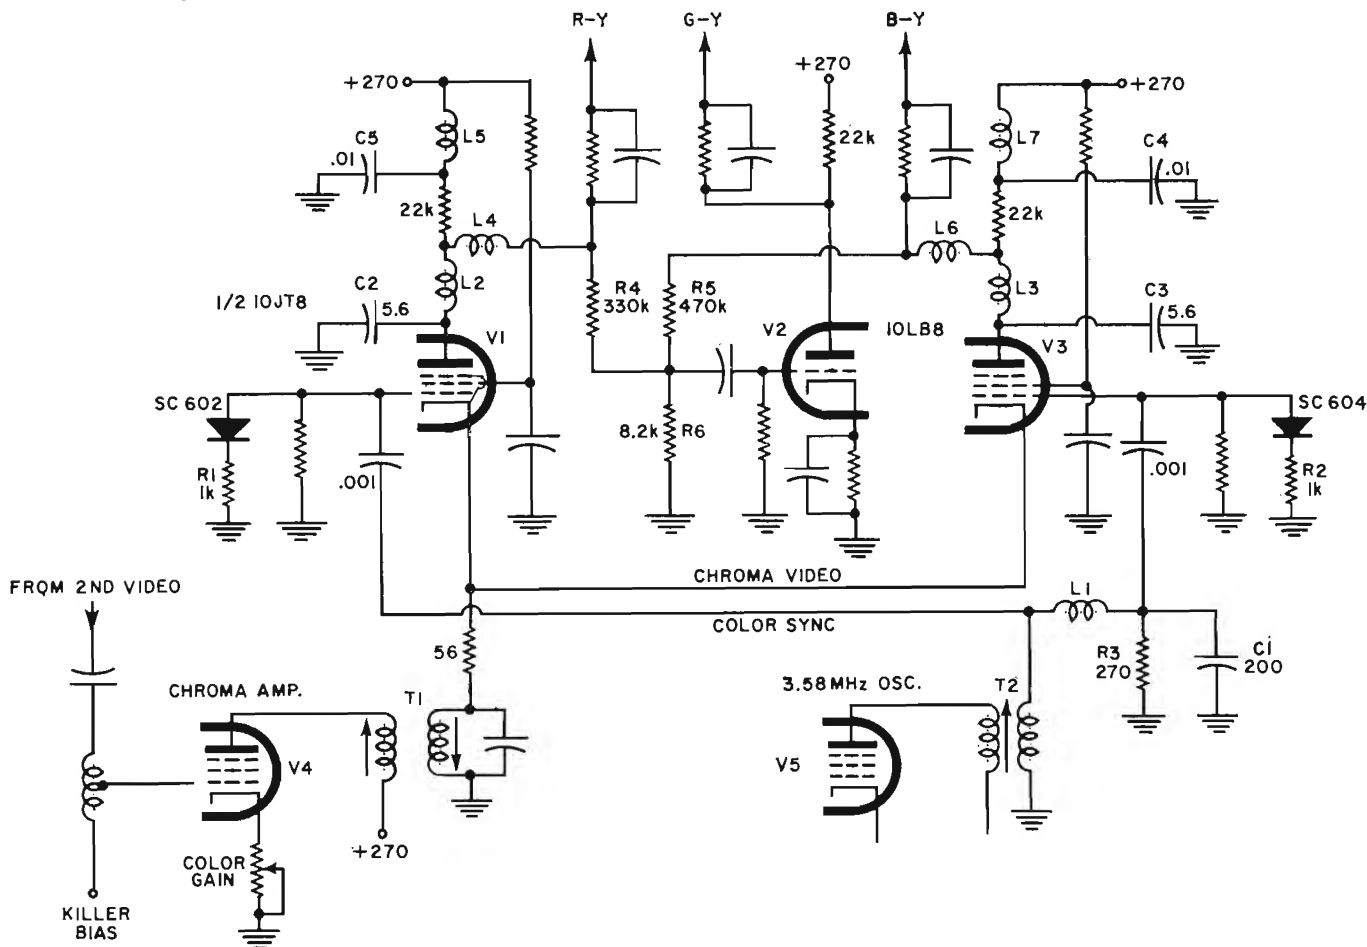 R-Y
G-Y
B-Y
+270
+270
+270
C5
.01
L5
22k
L7
C4
.01
22k
L4
22k
L6
C2
5.6
L2
R4
330k
R5
470k
L3
C3
5.6
1/2 10JT8
V1
V2
10LB8
V3
SC 602
SC 604
R1
1k
.001
8.2k
R6
.001
R2
1k
FROM 2ND VIDEO
CHROMA VIDEO
L1
COLOR SYNC
56
R3
270
C1
200
CHROMA AMP.
T1
3.58MHz OSC.
T2
V4
V5
+270
COLOR
GAIN
KILLER
BIAS